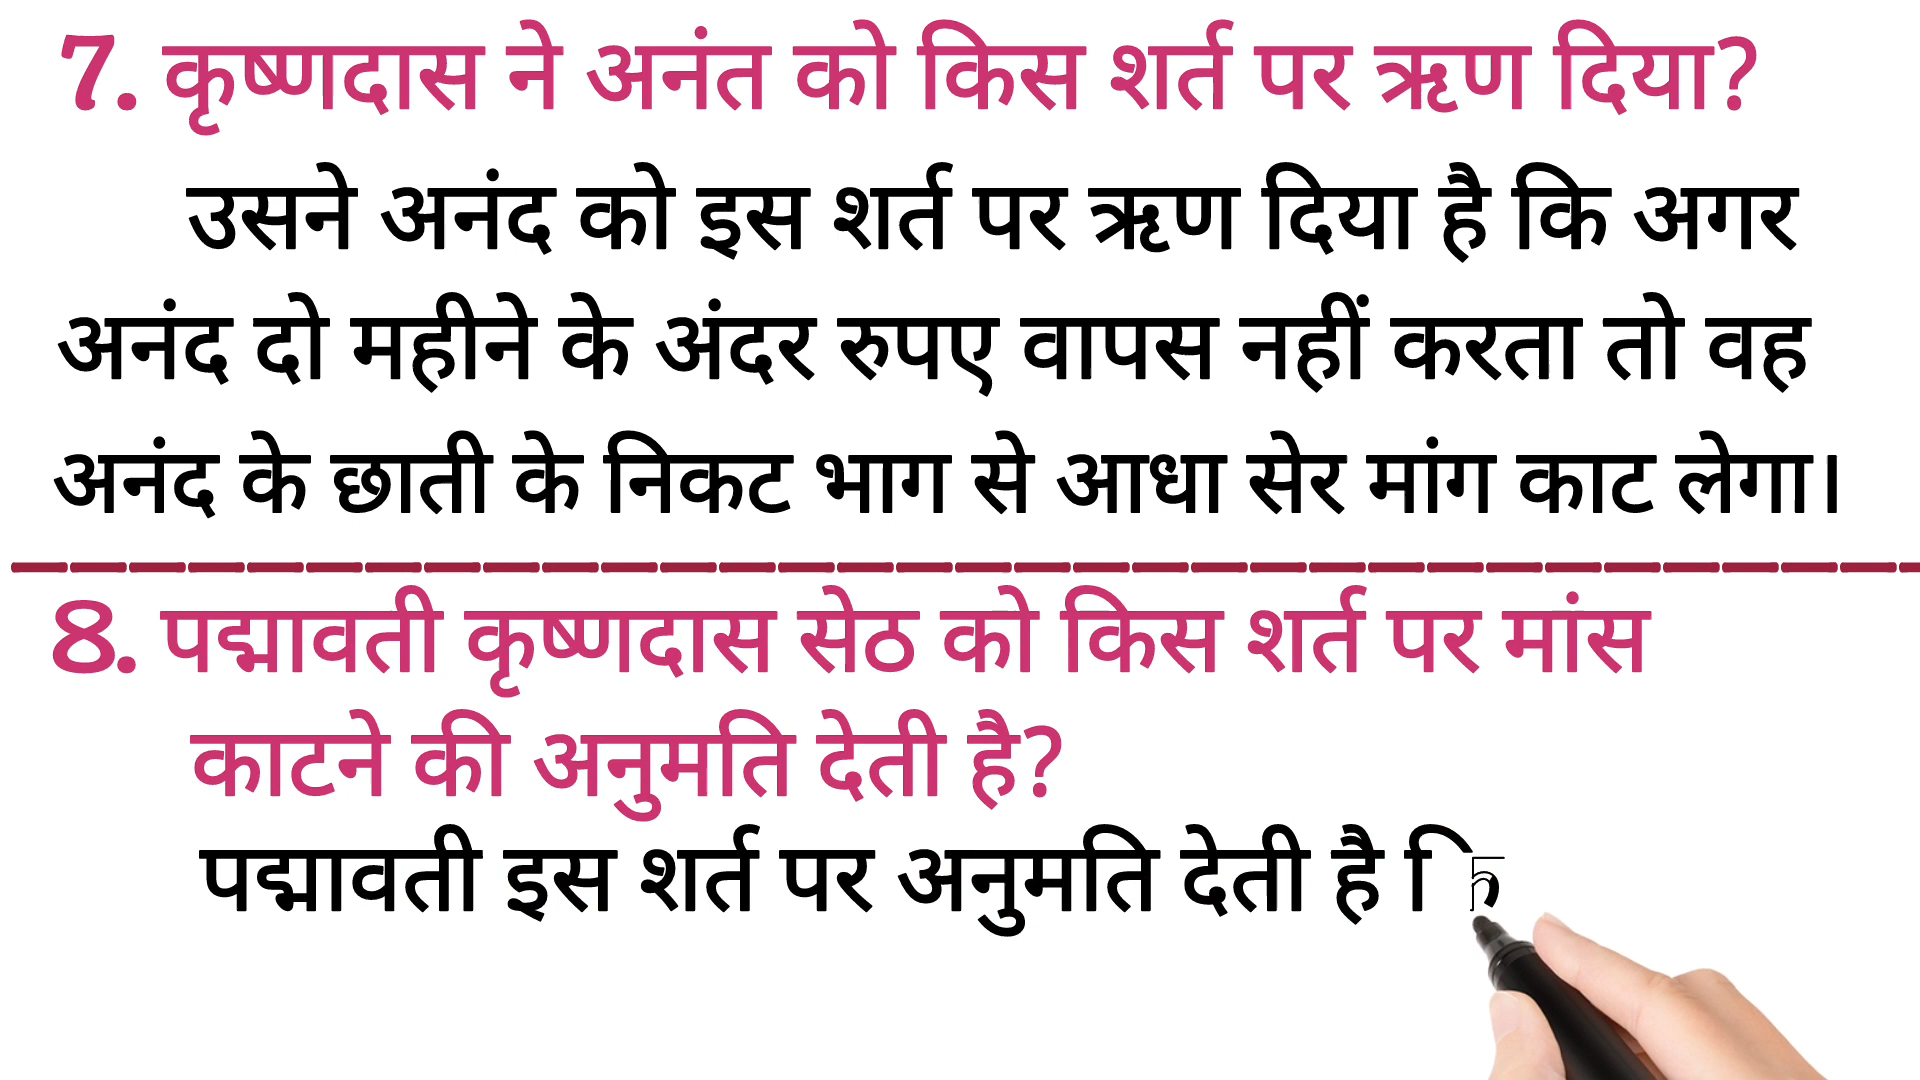 7. कृष्णदास ने अनंत को किस शर्त पर ऋण दिया?
उसने अनंद को इस शर्त पर ऋण दिया है कि अगर
अनंद दो महीने के अंदर रुपए वापस नहीं करता तो वह
अनंद के छाती के निकट भाग से आधा सेर मांग काट लेगा।
8. पद्मावती कृष्णदास सेठ को किस शर्त पर मांस
काटने की अनुमति देती है?
पद्मावती इस शर्त पर अनुमति देती है